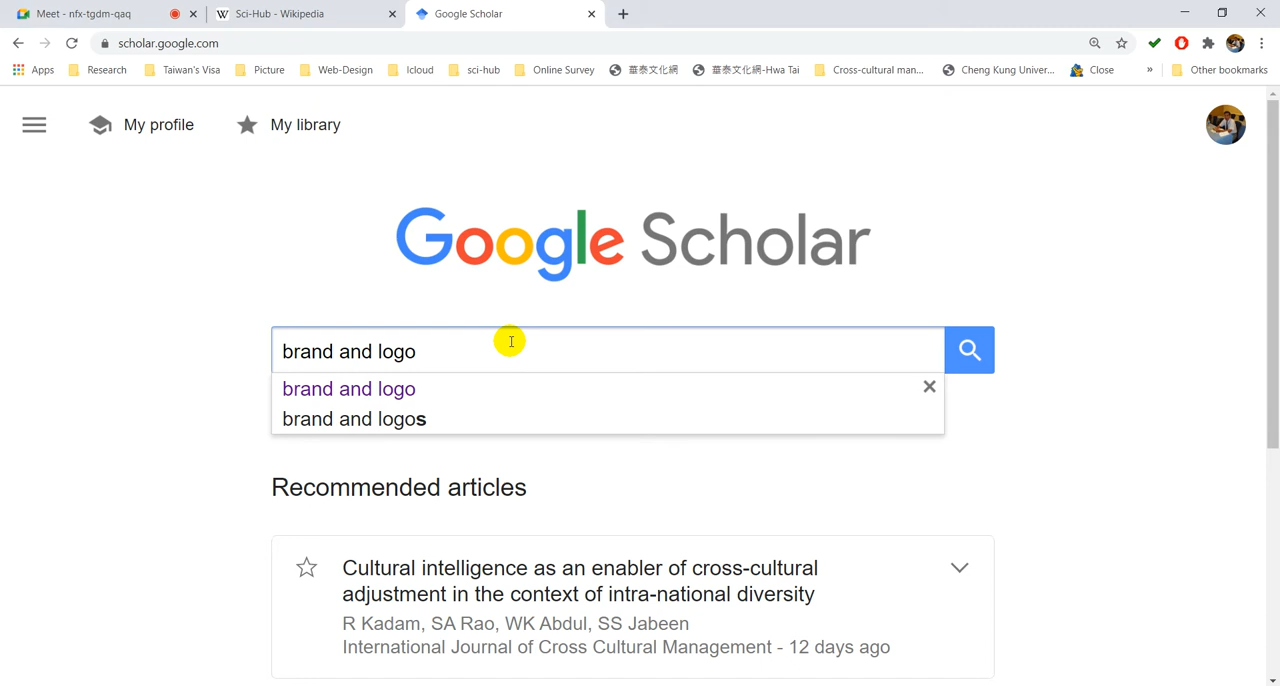 Meet - nfx-tgdm-qaq
Sci-Hub - Wikipedia
Google Scholar
scholar.google.com
Apps
Research
Taiwan's Visa
Picture
Web-Design
Icloud
sci-hub
Online Survey
華泰文化網
華泰文化網-Hwa Tai
Cross-cultural man...
Cheng Kung Univer...
Close
»
Other bookmarks
My profile
My library
Google Scholar
brand and logo
brand and logo
brand and logos
Recommended articles
Cultural intelligence as an enabler of cross-cultural
adjustment in the context of intra-national diversity
R Kadam, SA Rao, WK Abdul, SS Jabeen
International Journal of Cross Cultural Management - 12 days ago